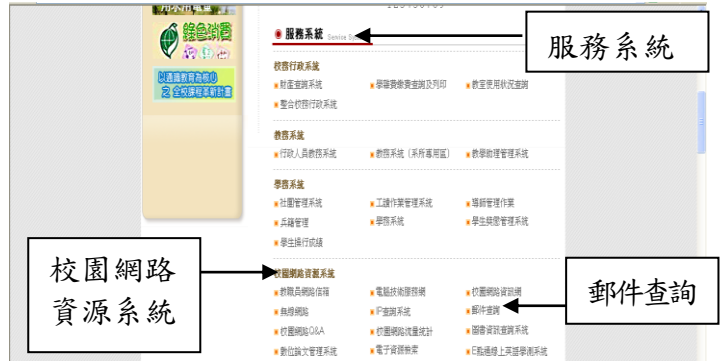 用水用電量
綠色消費
以通識教育為核心
之 全校課程革新計畫
服務系統
服務系統
校務行政系統
財產查詢系統 學雜費繳費查詢及列印 教室使用狀況查詢
整合校務行政系統
教務系統
行政人員教務系統 教務系統（系所專用區） 教學助理管理系統
學務系統
社團管理系統 工讀作業管理系統 導師管理作業
兵籍管理 學務系統 學生獎懲管理系統
學生操行成績
校園網路
資源系統
校園網路資源系統
教職員網路信箱 電腦技術服務網 校園網路資訊網
無線網路 IP查詢系統 郵件查詢
郵件查詢
校園網路Q&A 校園網路流量統計 圖書資訊查詢系統
數位論文管理系統 電子資源檢索 E點通線上英語學測系統